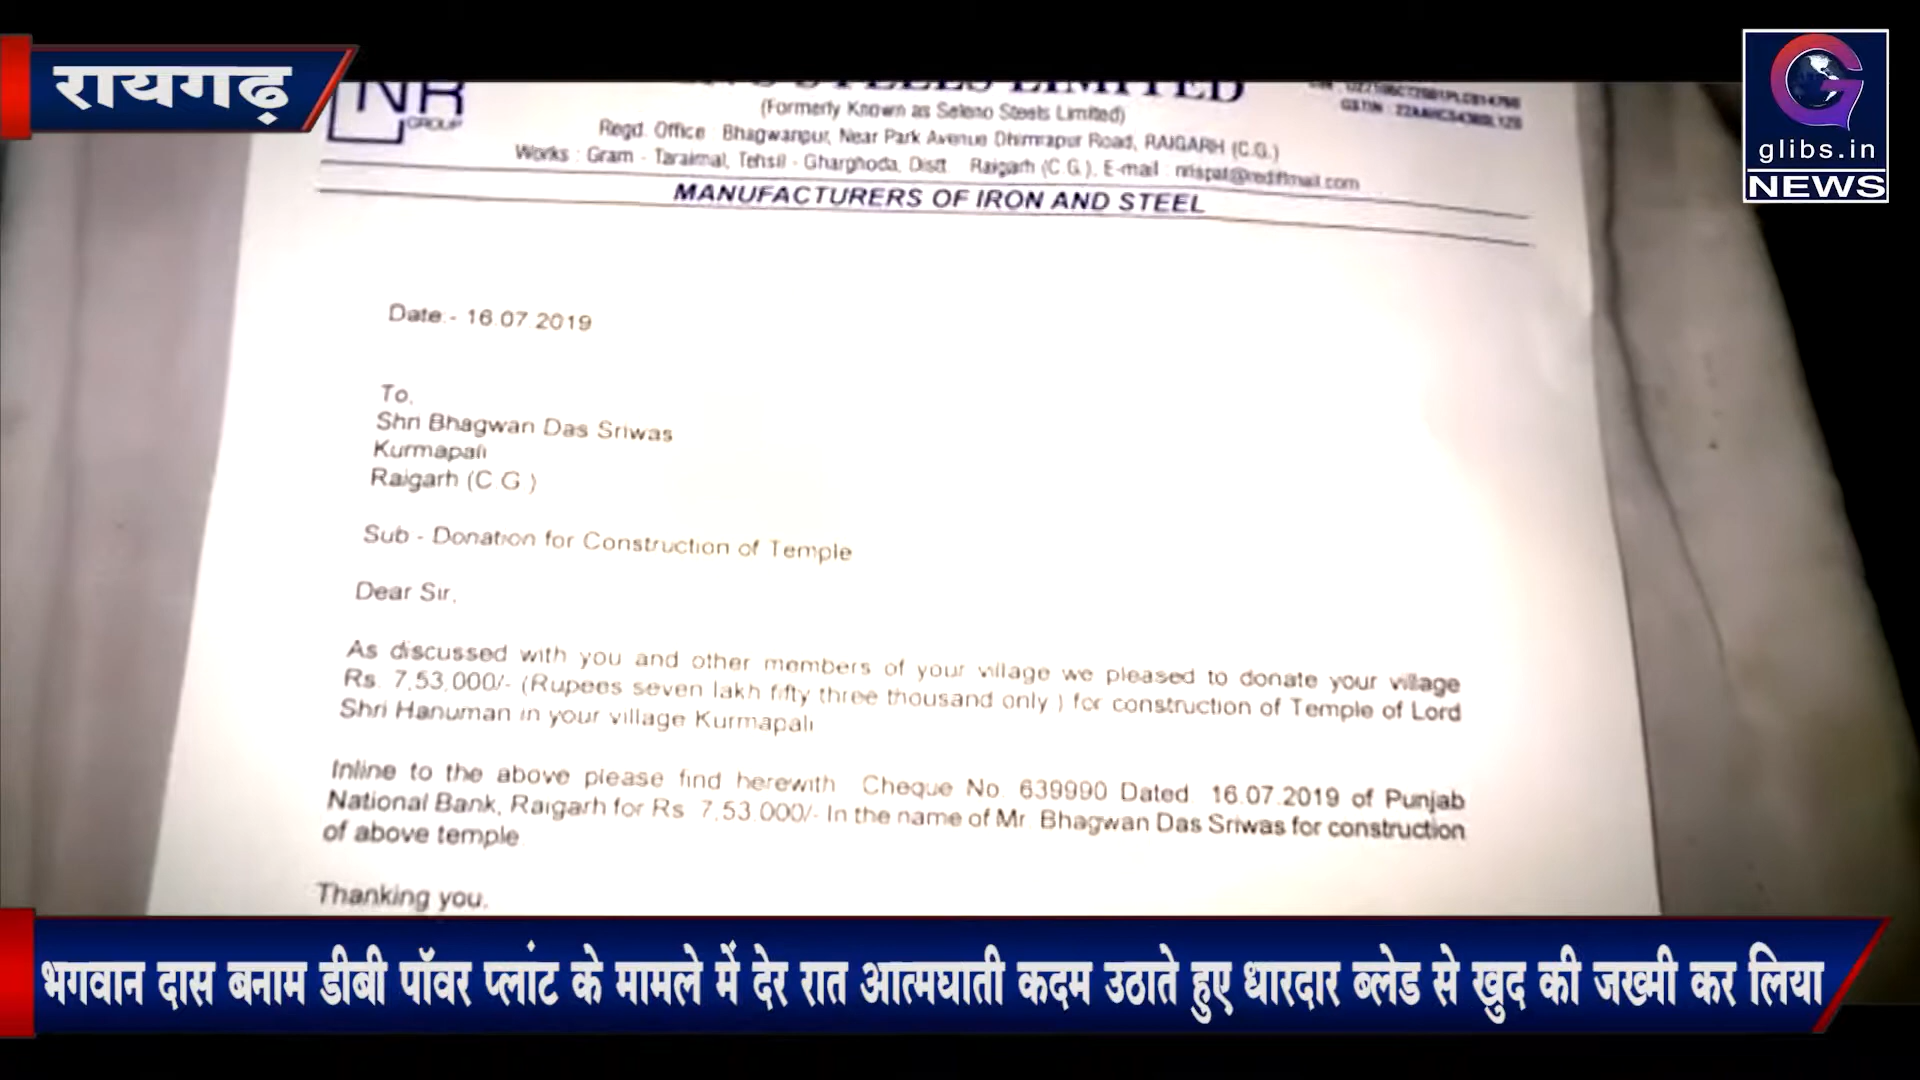 रायगढ़
G
glibs.in
NEWS
NR
GROUP
STEELS LIMITED
(Formerly Known as Seleno Steels Limited)
Regd. Office : Bhagwanpur, Near Park Avenue Dhimrapur Road, RAIGARH (C.G.)
Works : Gram - Taraimal, Tehsil - Gharghoda, Distt. Raigarh (C.G.), E-mail : nrispat@rediffmail.com
MANUFACTURERS OF IRON AND STEEL
Date:- 16.07.2019
To,
Shri Bhagwan Das Sriwas
Kurmapali
Raigarh (C.G.)
Sub - Donation for Construction of Temple
Dear Sir,
As discussed with you and other members of your village we pleased to donate your village
Rs. 7,53,000/- (Rupees seven lakh fifty three thousand only ) for construction of Temple of Lord
Shri Hanuman in your village Kurmapali
Inline to the above please find herewith Cheque No. 639990 Dated 16.07.2019 of Punjab
National Bank, Raigarh for Rs. 7,53,000/- In the name of Mr. Bhagwan Das Sriwas for construction
of above temple
Thanking you,
भगवान दास बनाम डीबी पॉवर प्लांट के मामले में देर रात आत्मघाती कदम उठाते हुए धारदार ब्लेड से खुद की जख्मी कर लिया